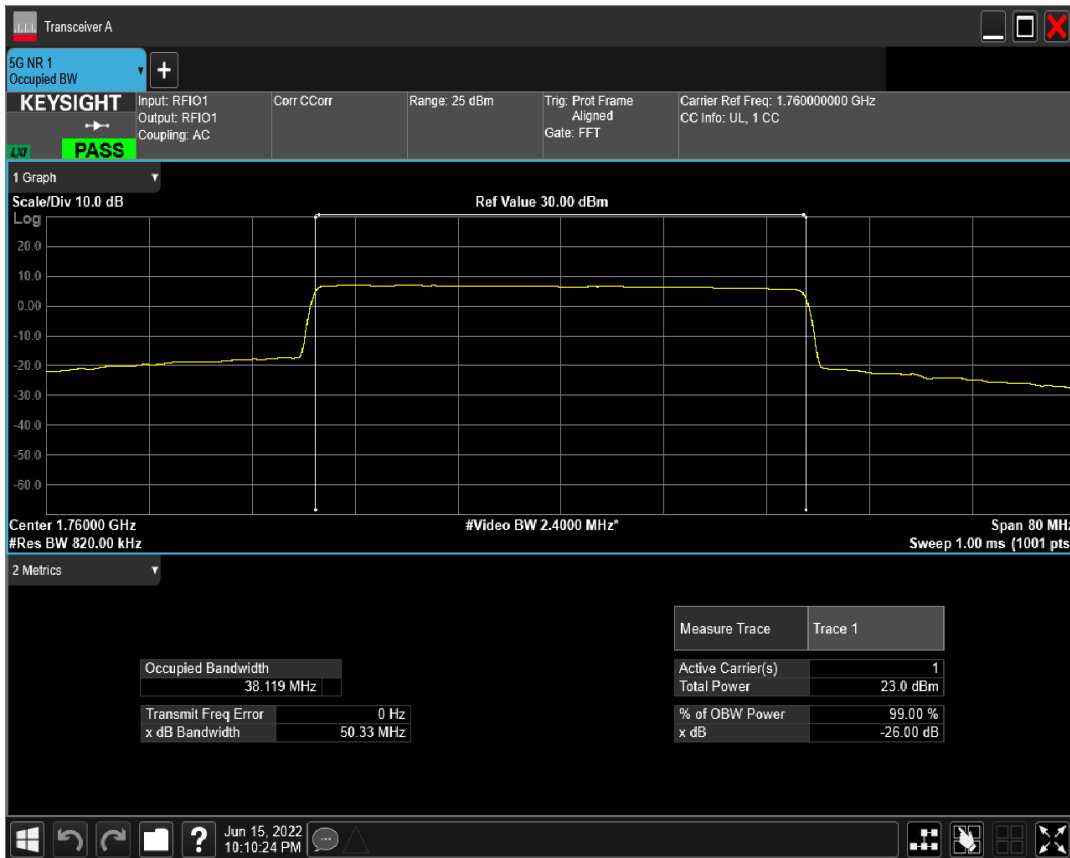 Transceiver A
5G NR 1
Occupied BW
KEYSIGHT
LXI
PASS
Input: RFIO1
Output: RFIO1
Coupling: AC
Corr CCorr
Range: 25 dBm
Trig: Prot Frame
Aligned
Gate: FFT
Carrier Ref Freq: 1.760000000 GHz
CC Info: UL, 1 CC
1 Graph
Scale/Div 10.0 dB
Ref Value 30.00 dBm
Log
20.0
10.0
0.00
-10.0
-20.0
-30.0
-40.0
-50.0
-60.0
Center 1.76000 GHz
#Video BW 2.4000 MHz*
Span 80 MHz
#Res BW 820.00 kHz
Sweep 1.00 ms (1001 pts
2 Metrics
Measure Trace Trace 1
Occupied Bandwidth
38.119 MHz
Active Carrier(s) 1
Total Power 23.0 dBm
Transmit Freq Error 0 Hz
x dB Bandwidth 50.33 MHz
% of OBW Power 99.00 %
x dB -26.00 dB
?
Jun 15, 2022
10:10:24 PM